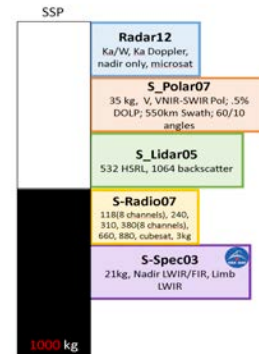 SSP
Radar12
Ka/W, Ka Doppler,
nadir only, microsat
S_Polar07
35 kg, V, VNIR-SWIR Pol; .5%
DOLP; 550km Swath; 60/10
angles
S_Lidar05
532 HSRL, 1064 backscatter
S-Radio07
118(8 channels), 240,
310, 380(8 channels),
660, 880, cubesat, 3kg
S-Spec03
21kg, Nadir LWIR/FIR, Limb
LWIR
1000 kg